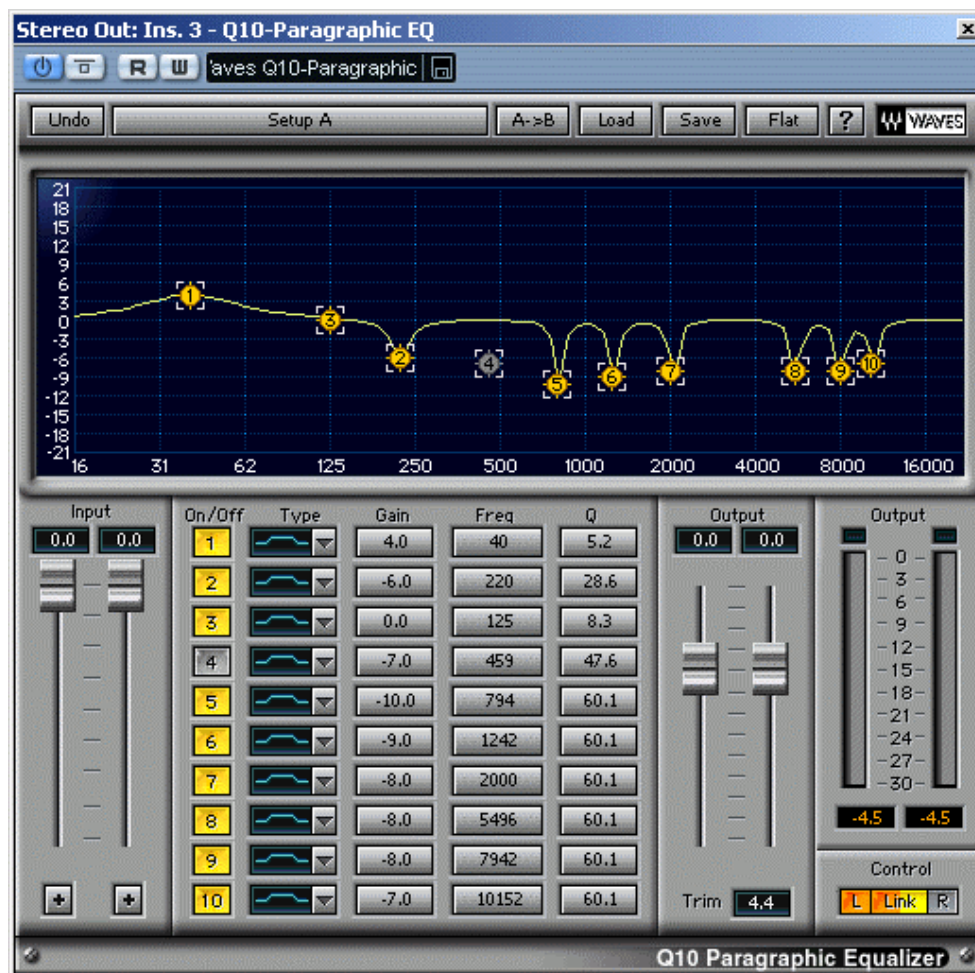 Stereo Out: Ins. 3 - Q10-Paragraphic EQ
R W 'aves Q10-Paragraphic
Undo Setup A A->B Load Save Flat ? WAVES
21
18
15
12
9
6
3
0
-3
-6
-9
-12
-15
-18
-21
1 3 2 4 5 6 7 8 9 10
16 31 62 125 250 500 1000 2000 4000 8000 16000
Input
0.0 0.0
+ +
On/Off Type Gain Freq Q
1 4.0 40 5.2
2 -6.0 220 28.6
3 0.0 125 8.3
4 -7.0 459 47.6
5 -10.0 794 60.1
6 -9.0 1242 60.1
7 -8.0 2000 60.1
8 -8.0 5496 60.1
9 -8.0 7942 60.1
10 -7.0 10152 60.1
Output
0.0 0.0
Trim 4.4
Output
- 0 -
- 3 -
- 6 -
- 9 -
-12-
-15-
-18-
-21-
-24-
-27-
-30-
-4.5 -4.5
Control
L Link R
Q10 Paragraphic Equalizer